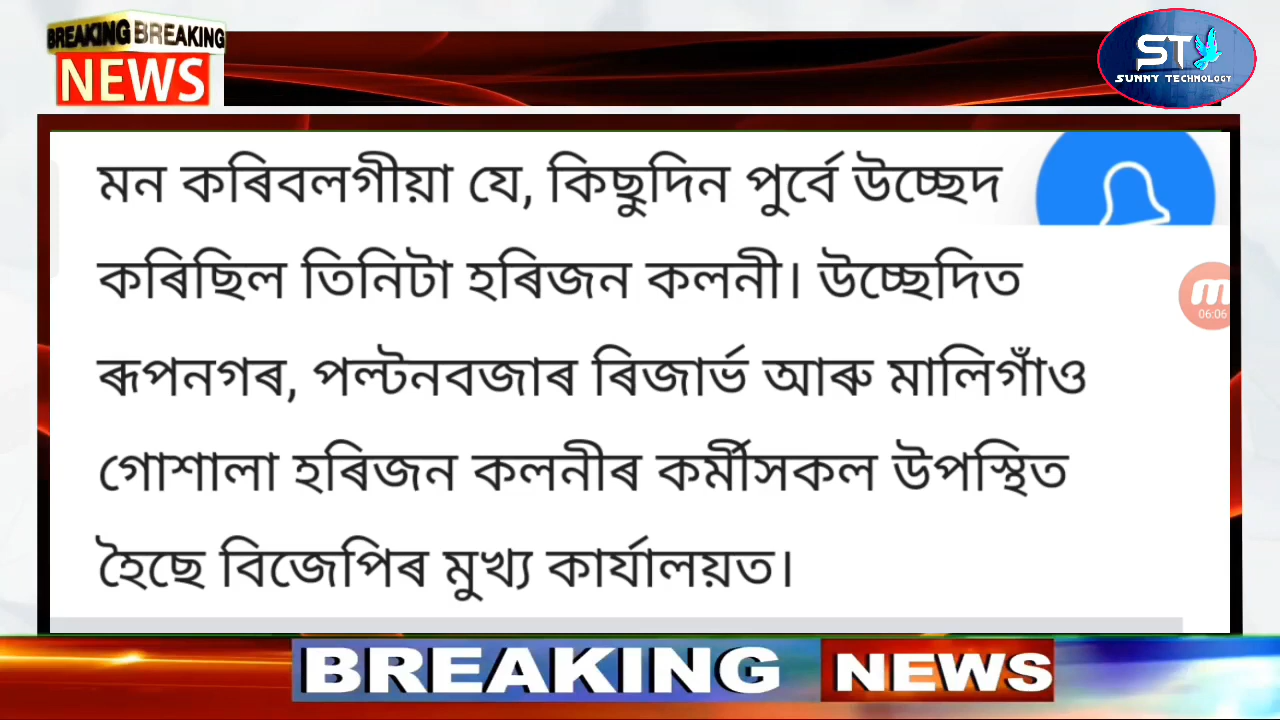 BREAKING BREAKING
NEWS
ST
SUNNY TECHNOLOGY
মন কৰিবলগীয়া যে, কিছুদিন পুৰ্বে উচ্ছেদ
কৰিছিল তিনিটা হৰিজন কলনী। উচ্ছেদিত
ৰূপনগৰ, পল্টনবজাৰ ৰিজাৰ্ভ আৰু মালিগাঁও
গোশালা হৰিজন কলনীৰ কৰ্মীসকল উপস্থিত
হৈছে বিজেপিৰ মুখ্য কাৰ্যালয়ত।
06:06
BREAKING NEWS